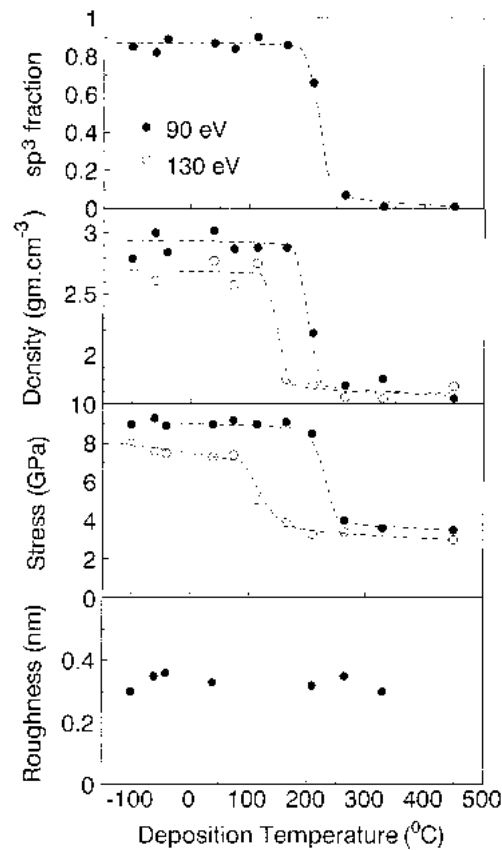 1
0.8
0.6
0.4
0.2
0
sp³ fraction
90 eV
130 eV
3
2.5
2
Density (gm.cm⁻³)
10
8
6
4
2
0
Stress (GPa)
0.4
0.2
0
Roughness (nm)
-100 0 100 200 300 400 500
Deposition Temperature (⁰C)